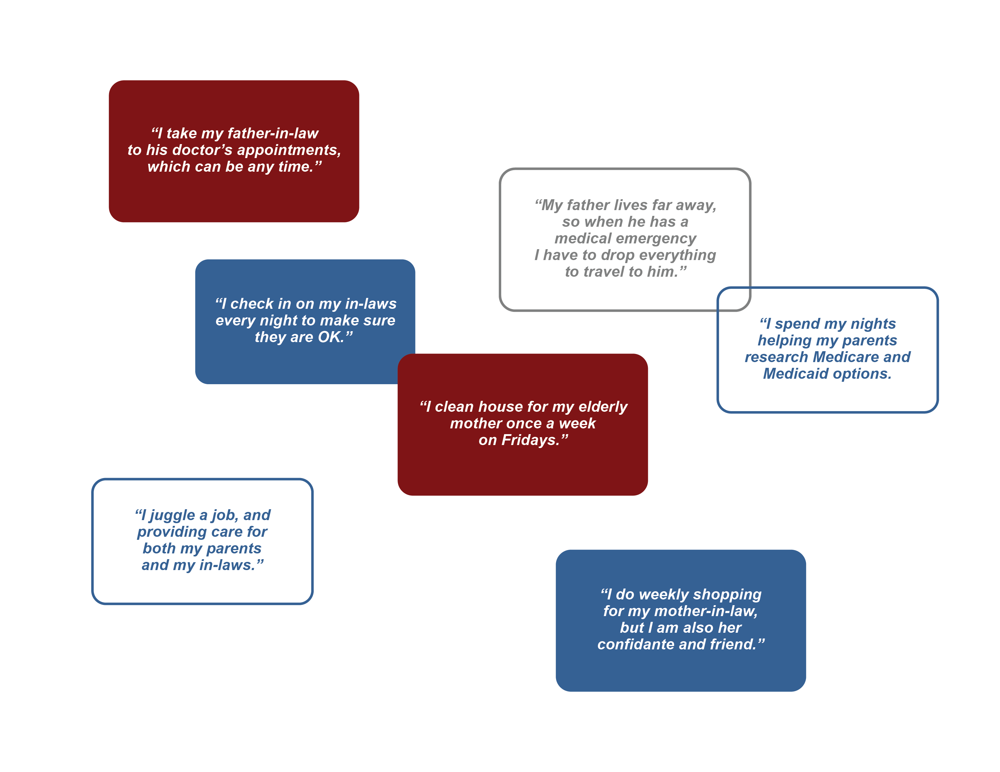 “I take my father-in-law
to his doctor’s appointments,
which can be any time.”
“My father lives far away,
so when he has a
medical emergency
I have to drop everything
to travel to him.”
“I check in on my in-laws
every night to make sure
they are OK.”
“I spend my nights
helping my parents
research Medicare and
Medicaid options.
“I clean house for my elderly
mother once a week
on Fridays.”
“I juggle a job, and
providing care for
both my parents
and my in-laws.”
“I do weekly shopping
for my mother-in-law,
but I am also her
confidante and friend.”